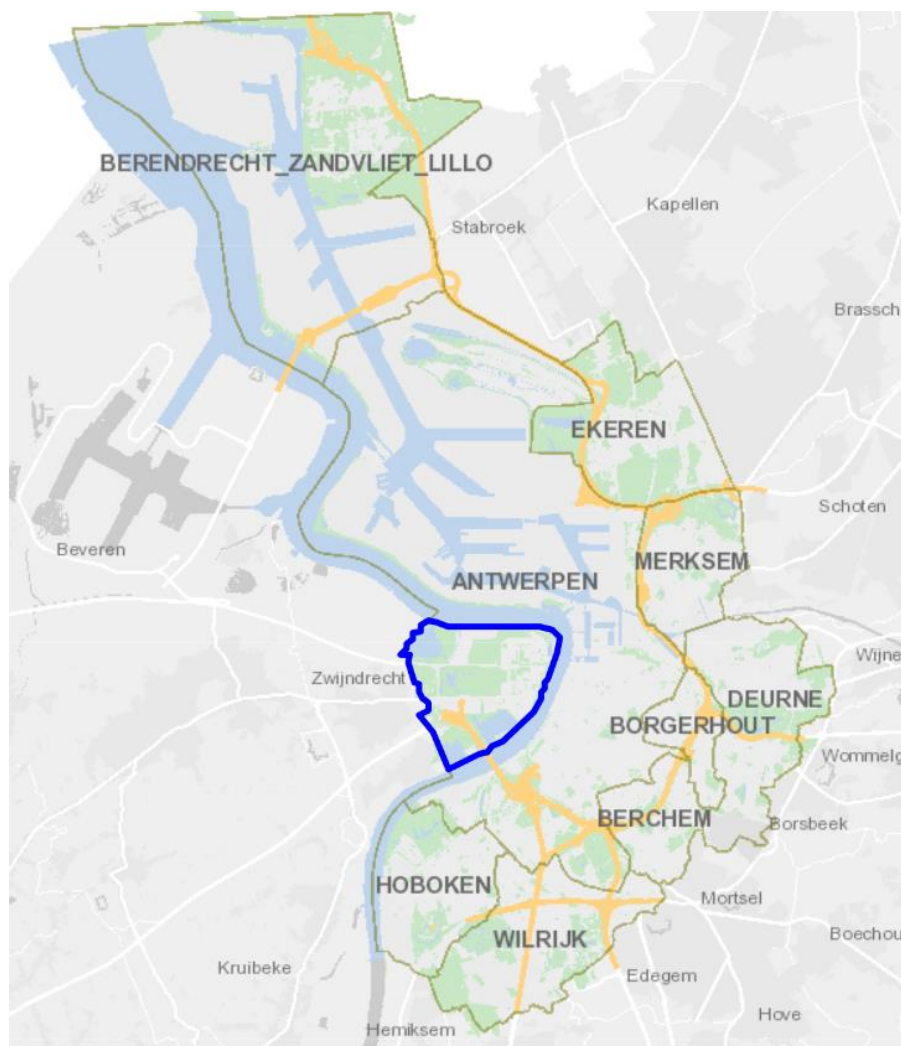 BERENDRECHT_ZANDVLIET_LILLO
Kapellen
Stabroek
Brassch
EKEREN
Schoten
Beveren
MERKSEM
ANTWERPEN
Wijne
Zwijndrecht
DEURNE
BORGERHOUT
Wommelg
BERCHEM
Borsbeek
HOBOKEN
Mortsel
WILRIJK
Boechou
Kruibeke
Edegem
Hove
Hemiksem